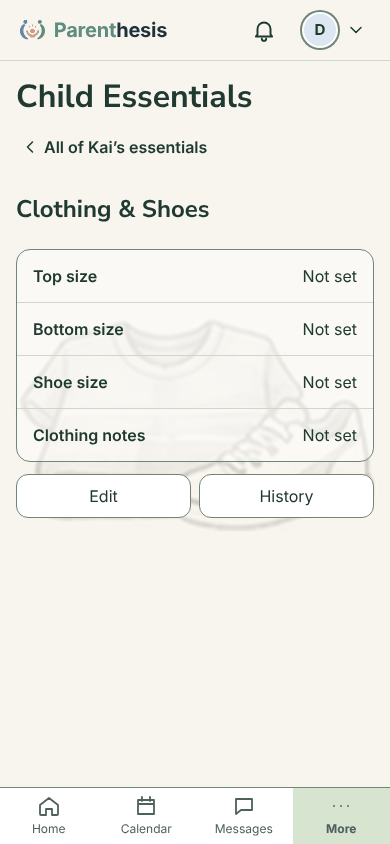 Parenthesis
D
Child Essentials
All of Kai’s essentials
Clothing & Shoes
Top size Not set
Bottom size Not set
Shoe size Not set
Clothing notes Not set
Edit History
Home Calendar Messages More